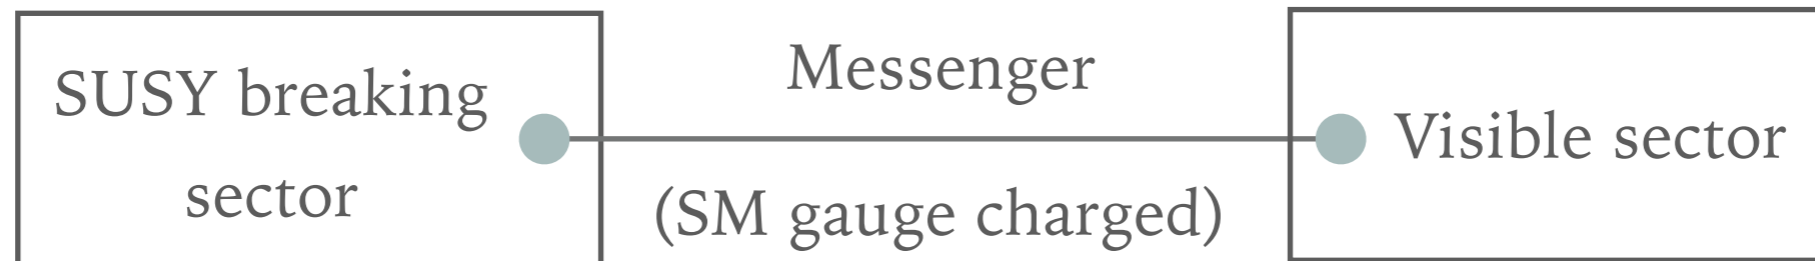 SUSY breaking
sector
Messenger
(SM gauge charged)
Visible sector